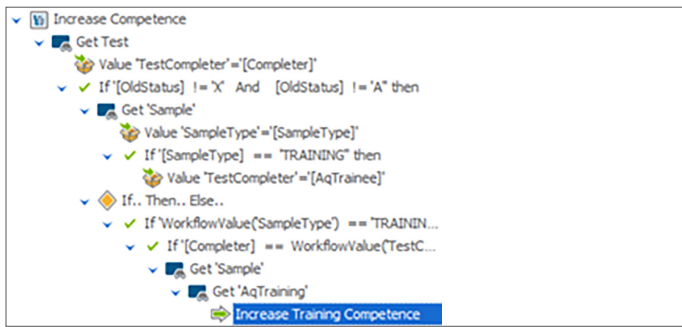 Increase Competence
Get Test
Value 'TestCompleter'='[Completer]'
If '[OldStatus] != 'X' And [OldStatus] != 'A'' then
Get 'Sample'
Value 'SampleType'='[SampleType]'
If '[SampleType] == 'TRAINING'' then
Value 'TestCompleter'='[AqTrainee]'
If.. Then.. Else..
If 'WorkflowValue('SampleType') == 'TRAININ...
If '[Completer] == WorkflowValue('TestC...
Get 'Sample'
Get 'AqTraining'
Increase Training Competence